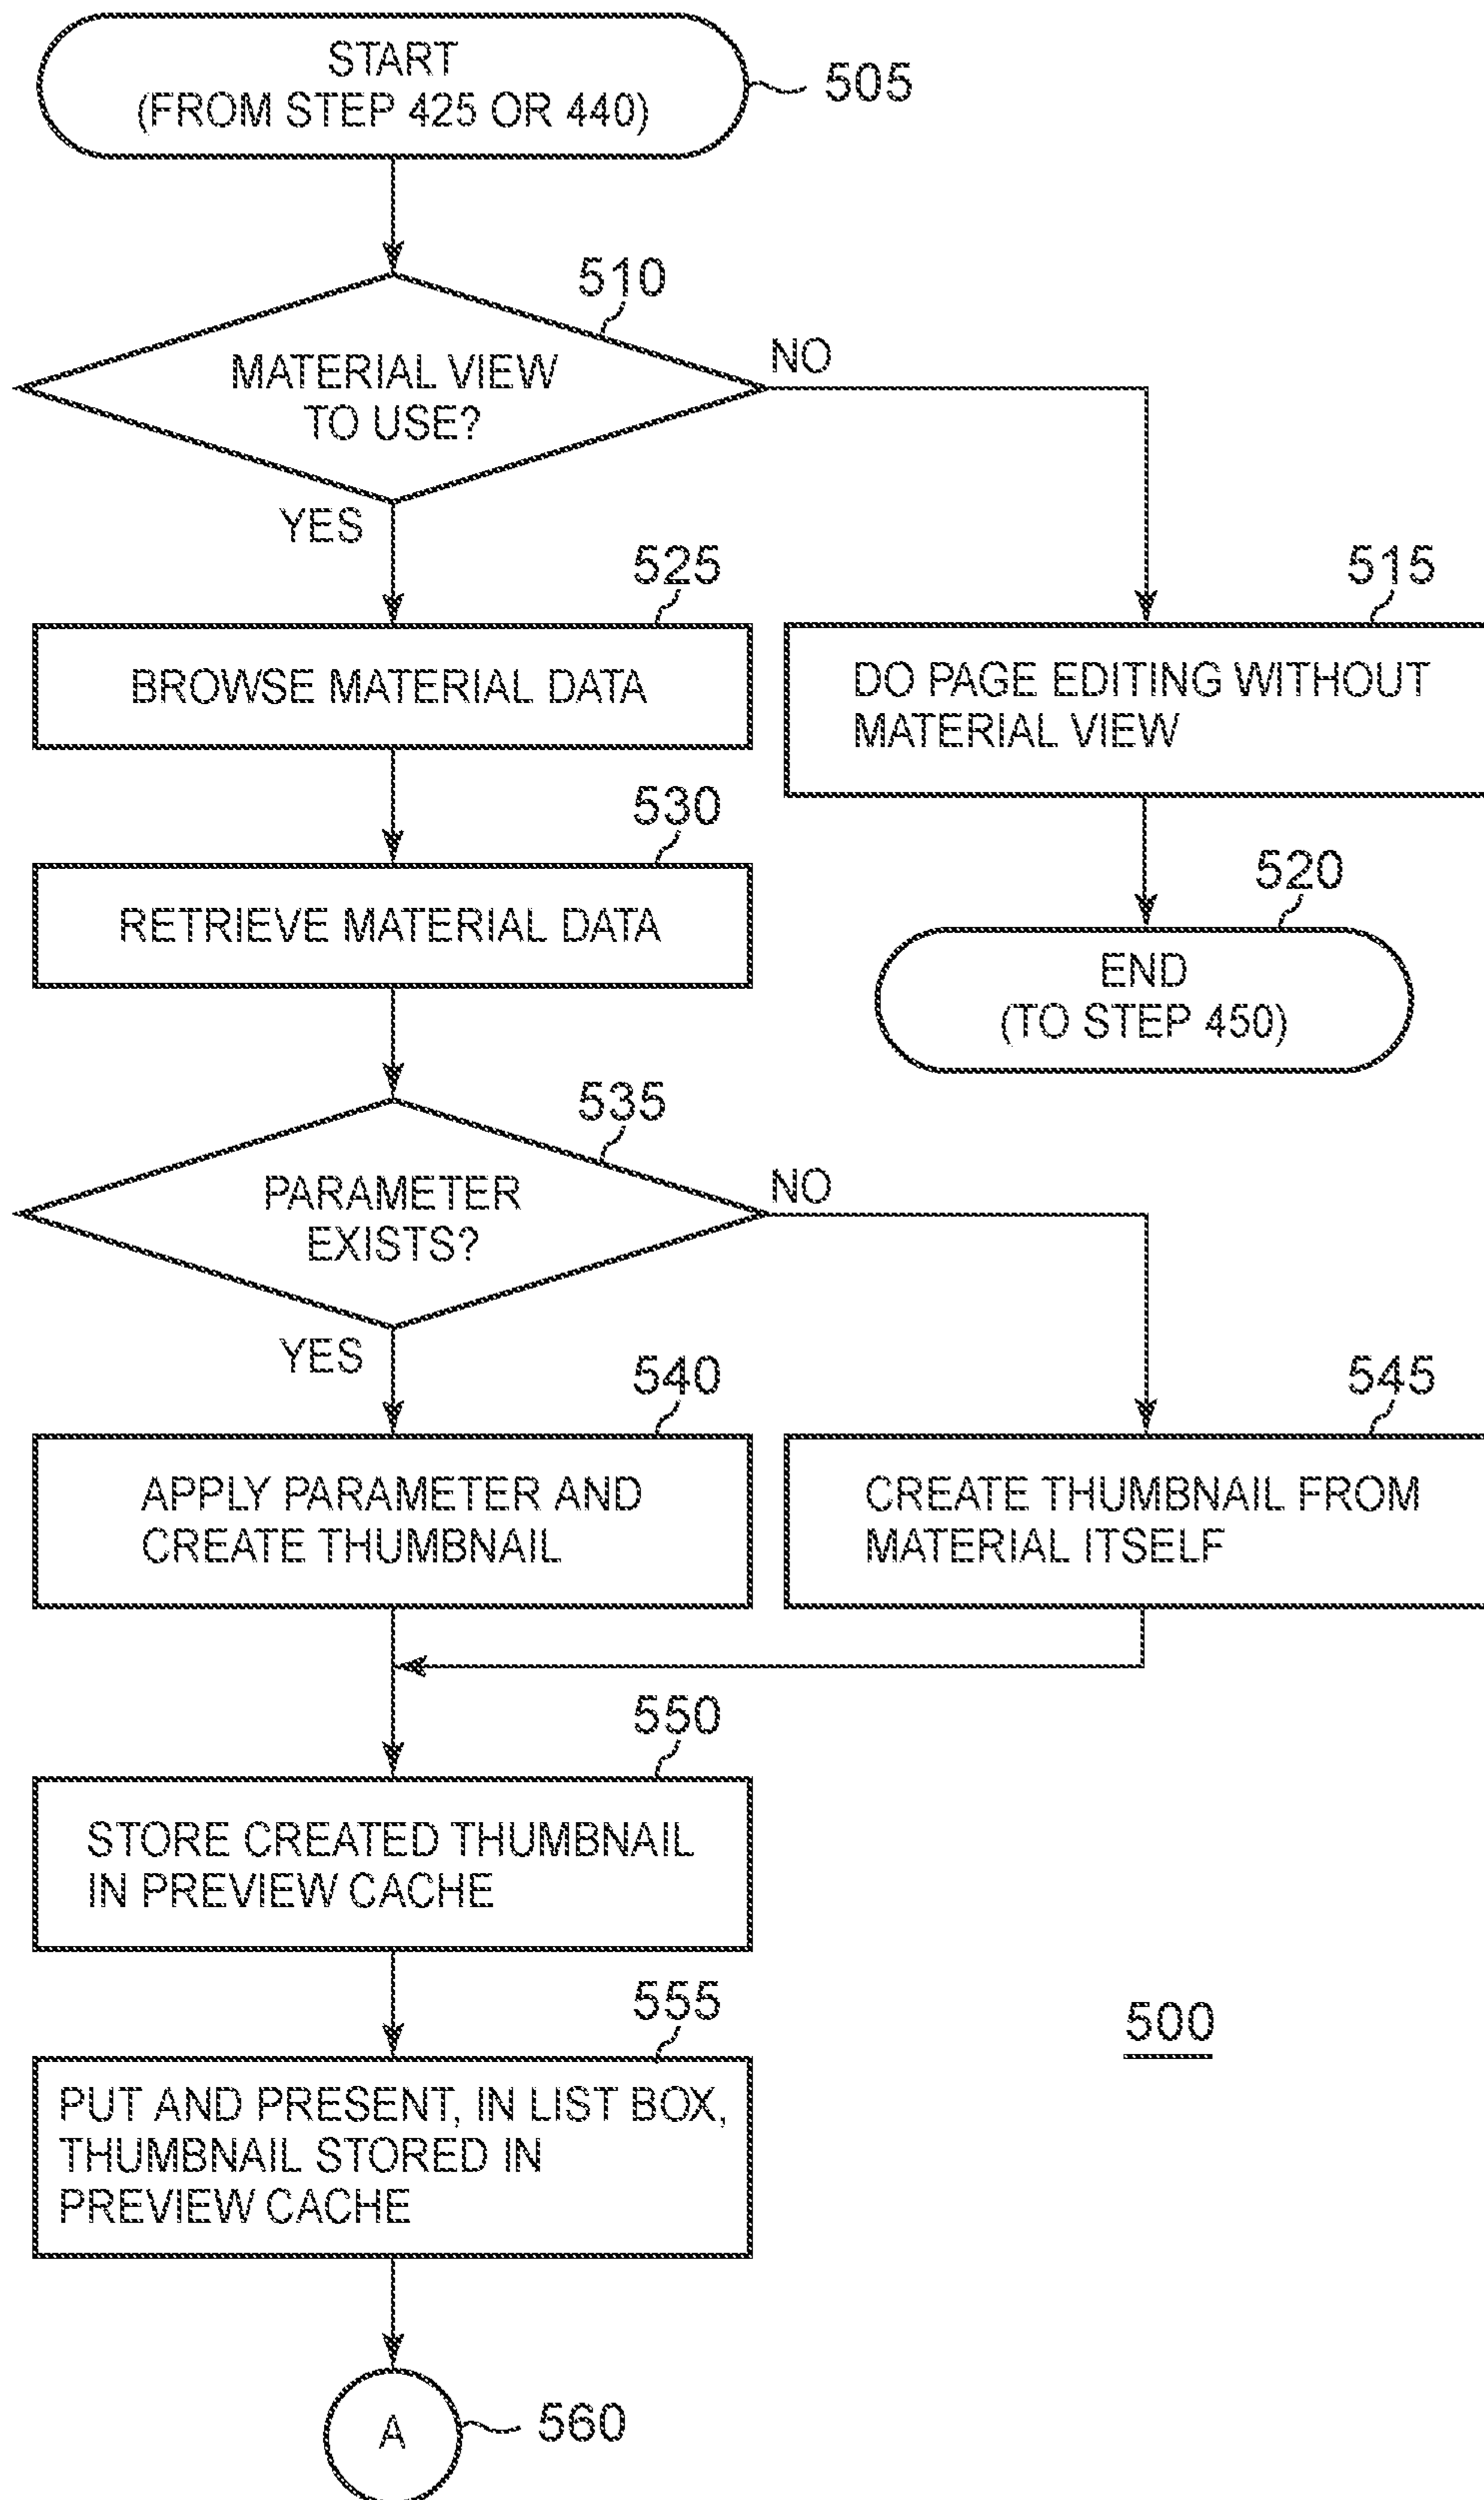 START
(FROM STEP 425 OR 440)
505
510
MATERIAL VIEW
TO USE?
NO
YES
525
BROWSE MATERIAL DATA
515
DO PAGE EDITING WITHOUT
MATERIAL VIEW
530
RETRIEVE MATERIAL DATA
520
END
(TO STEP 450)
535
PARAMETER
EXISTS?
NO
YES
540
APPLY PARAMETER AND
CREATE THUMBNAIL
545
CREATE THUMBNAIL FROM
MATERIAL ITSELF
550
STORE CREATED THUMBNAIL
IN PREVIEW CACHE
555
PUT AND PRESENT, IN LIST BOX,
THUMBNAIL STORED IN
PREVIEW CACHE
500
A
560